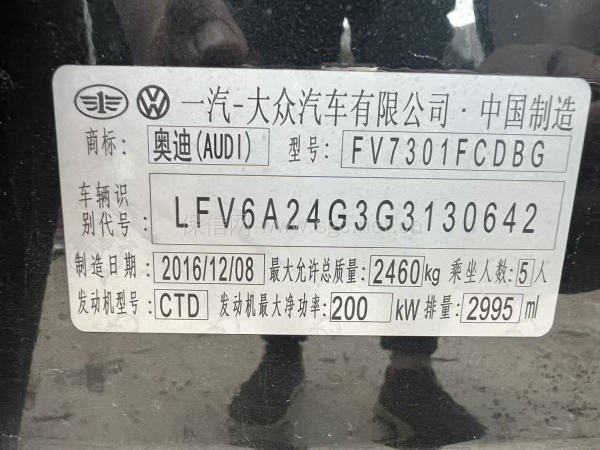 一汽-大众汽车有限公司·中国制造
商标: 奥迪(AUDI) 型号: FV7301FCDBG
车辆识
别代号: LFV6A24G3G3130642
制造日期: 2016/12/08 最大允许总质量: 2460kg 乘坐人数: 5人
发动机型号: CTD 发动机最大净功率: 200 kW 排量: 2995 ml